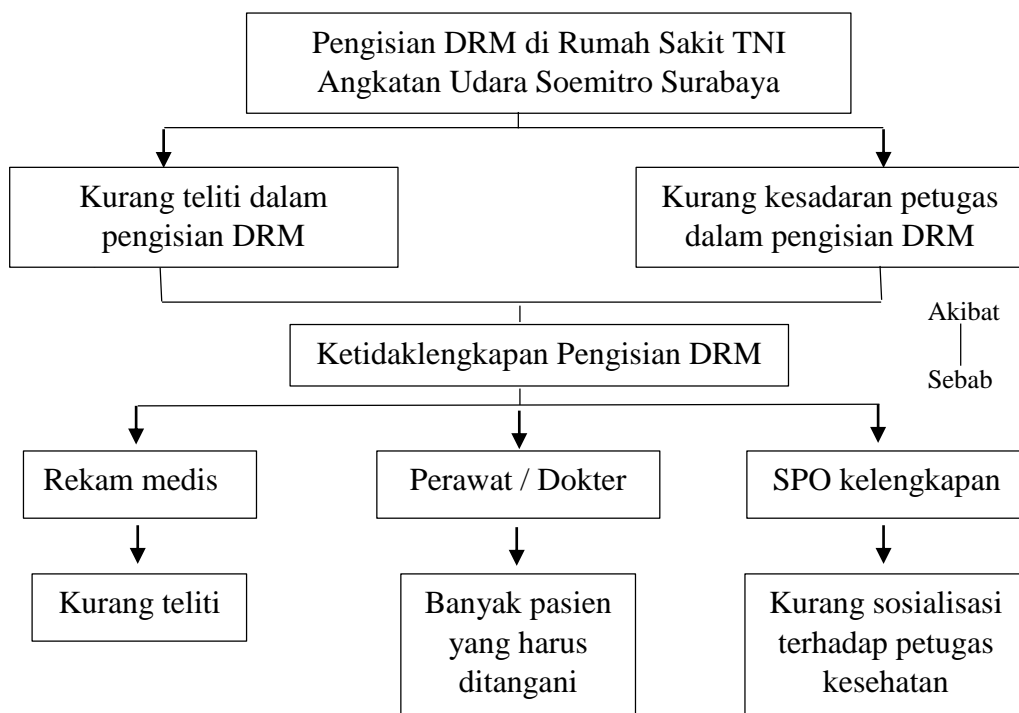 Pengisian DRM di Rumah Sakit TNI
Angkatan Udara Soemitro Surabaya
Kurang teliti dalam
pengisian DRM
Kurang kesadaran petugas
dalam pengisian DRM
Akibat
Ketidaklengkapan Pengisian DRM
Sebab
Rekam medis
Perawat / Dokter
SPO kelengkapan
Kurang teliti
Banyak pasien
yang harus
ditangani
Kurang sosialisasi
terhadap petugas
kesehatan